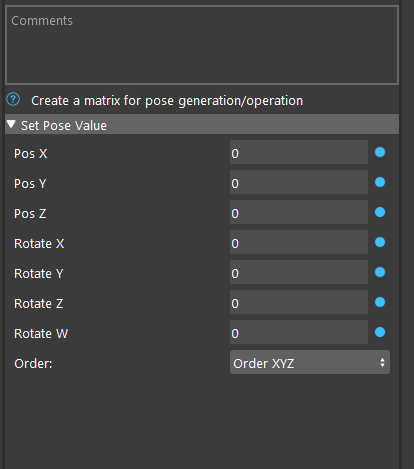 Comments
? Create a matrix for pose generation/operation
Set Pose Value
Pos X 0
Pos Y 0
Pos Z 0
Rotate X 0
Rotate Y 0
Rotate Z 0
Rotate W 0
Order: Order XYZ